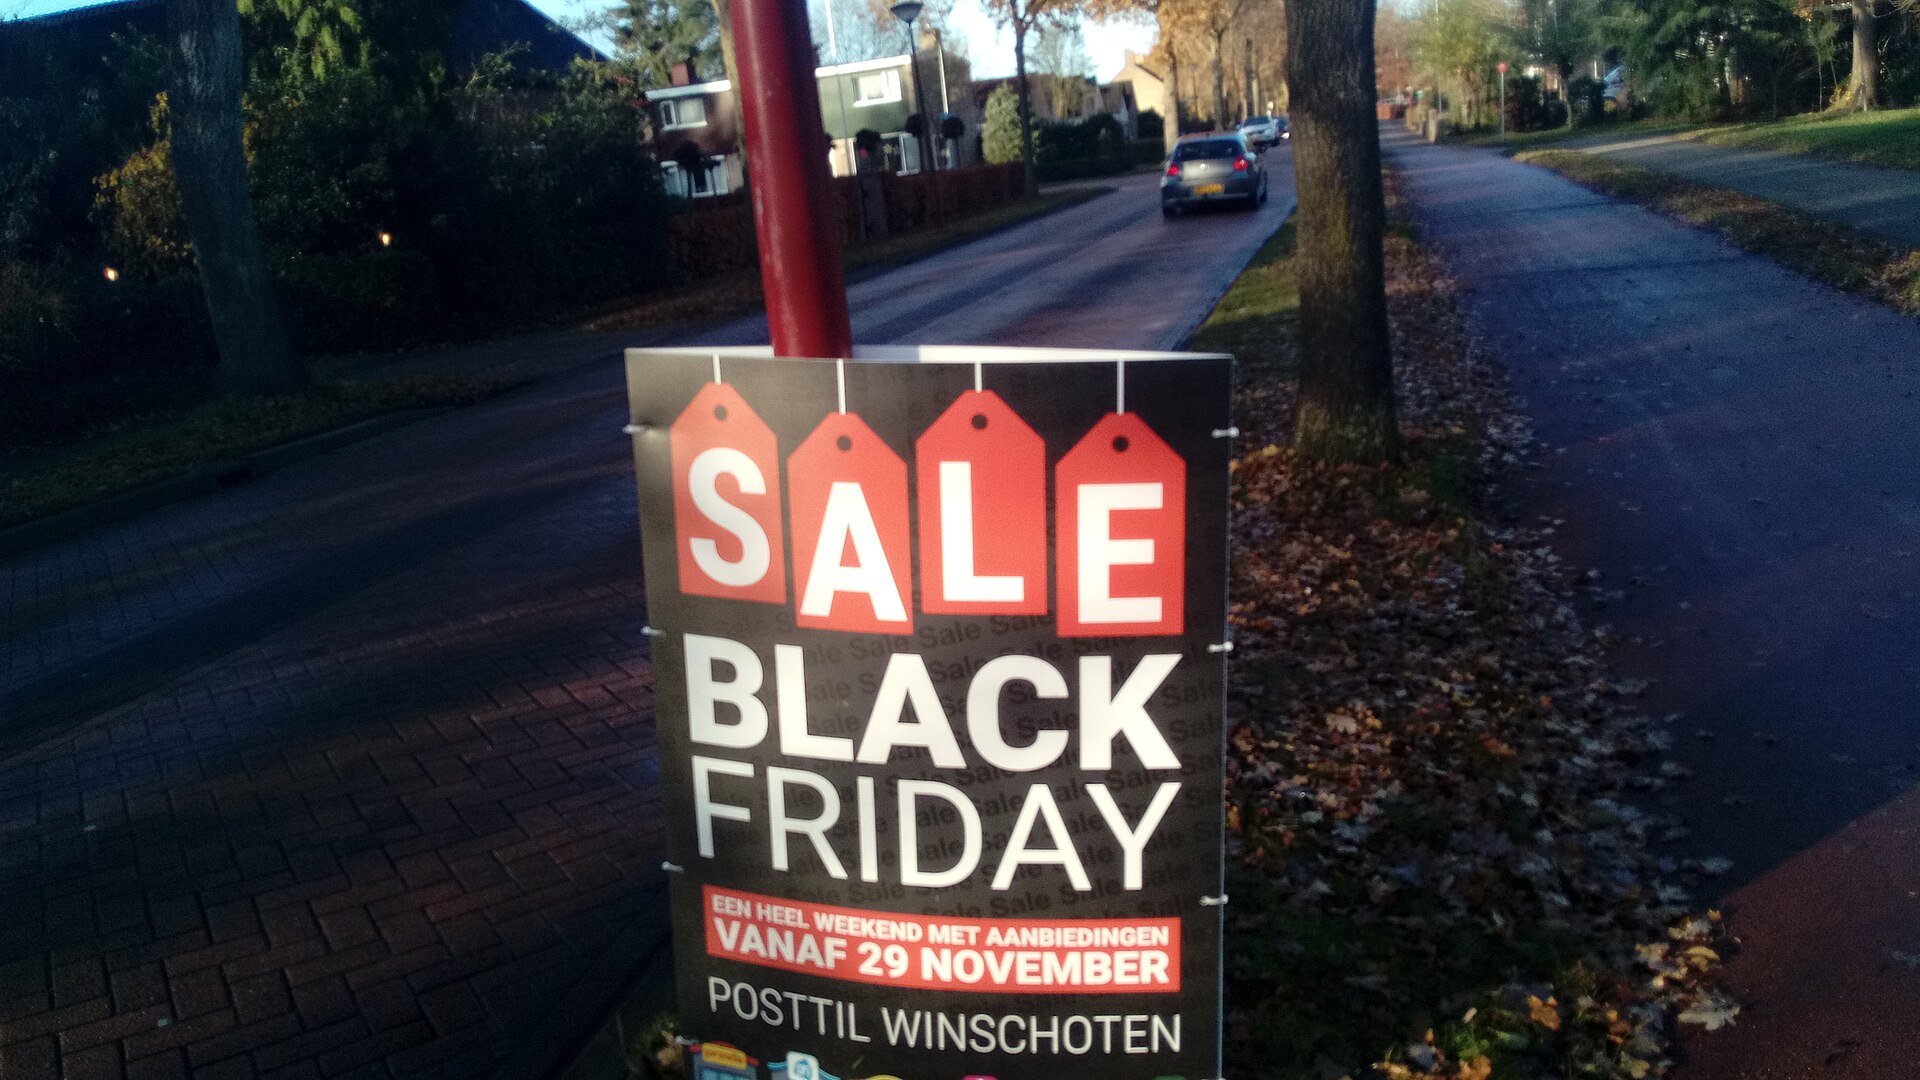 SALE
BLACK
FRIDAY
EEN HEEL WEEKEND MET AANBIEDINGEN
VANAF 29 NOVEMBER
POSTTIL WINSCHOTEN